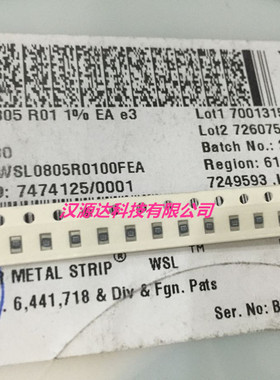 805 R01 1% EA e3
Lot1 7001315
Lot2 726075
Batch No.:
WSL0805R0100FEA
Region: 61
7474125/0001
7249593
汉源达科技有限公司
METAL STRIP® WSL TM
6,441,718 & Div & Fgn. Pats
Ser. No: B